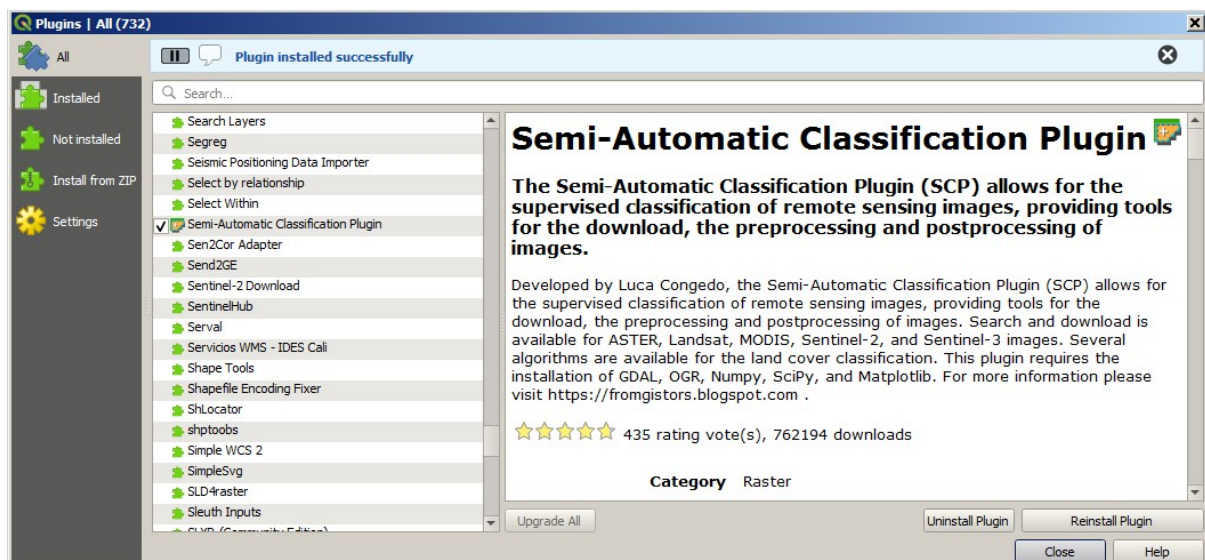 Plugins | All (732)
All
Installed
Not installed
Install from ZIP
Settings
Plugin installed successfully
Search...
Search Layers
Segreg
Seismic Positioning Data Importer
Select by relationship
Select Within
Semi-Automatic Classification Plugin
Sen2Cor Adapter
Send2GE
Sentinel-2 Download
SentinelHub
Serval
Servicios WMS - IDES Cali
Shape Tools
Shapefile Encoding Fixer
ShLocator
shptoobs
Simple WCS 2
SimpleSvg
SLD4raster
Sleuth Inputs
SLYR (Community Edition)
Semi-Automatic Classification Plugin
The Semi-Automatic Classification Plugin (SCP) allows for the
supervised classification of remote sensing images, providing tools
for the download, the preprocessing and postprocessing of
images.
Developed by Luca Congedo, the Semi-Automatic Classification Plugin (SCP) allows for
the supervised classification of remote sensing images, providing tools for the
download, the preprocessing and postprocessing of images. Search and download is
available for ASTER, Landsat, MODIS, Sentinel-2, and Sentinel-3 images. Several
algorithms are available for the land cover classification. This plugin requires the
installation of GDAL, OGR, Numpy, SciPy, and Matplotlib. For more information please
visit https://fromgistors.blogspot.com .
435 rating vote(s), 762194 downloads
Category Raster
Upgrade All
Uninstall Plugin
Reinstall Plugin
Close
Help